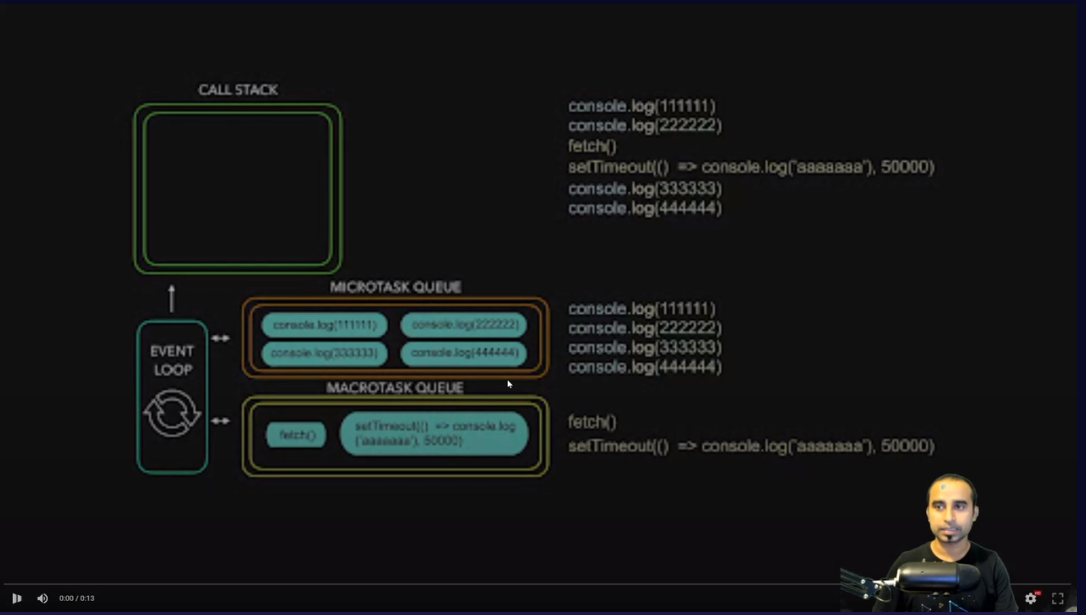 CALL STACK
console.log(111111)
console.log(222222)
fetch()
setTimeout(() => console.log('aaaaaaa'), 50000)
console.log(333333)
console.log(444444)
MICROTASK QUEUE
console.log(111111) console.log(222222)
console.log(333333) console.log(444444)
console.log(111111)
console.log(222222)
console.log(333333)
console.log(444444)
EVENT
LOOP
MACROTASK QUEUE
fetch()
setTimeout(() => console.log
('aaaaaaa'), 50000)
fetch()
setTimeout(() => console.log('aaaaaaa'), 50000)
0:00 / 0:13